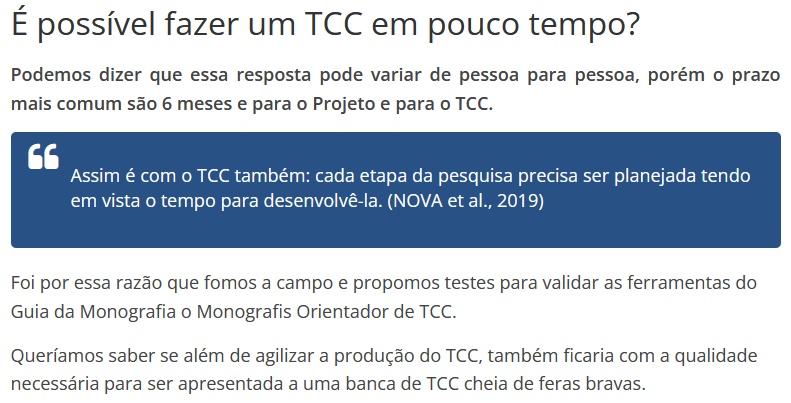 É possível fazer um TCC em pouco tempo?
Podemos dizer que essa resposta pode variar de pessoa para pessoa, porém o prazo
mais comum são 6 meses e para o Projeto e para o TCC.
Assim é com o TCC também: cada etapa da pesquisa precisa ser planejada tendo
em vista o tempo para desenvolvê-la. (NOVA et al., 2019)
Foi por essa razão que fomos a campo e propomos testes para validar as ferramentas do
Guia da Monografia o Monografis Orientador de TCC.
Queríamos saber se além de agilizar a produção do TCC, também ficaria com a qualidade
necessária para ser apresentada a uma banca de TCC cheia de feras bravas.